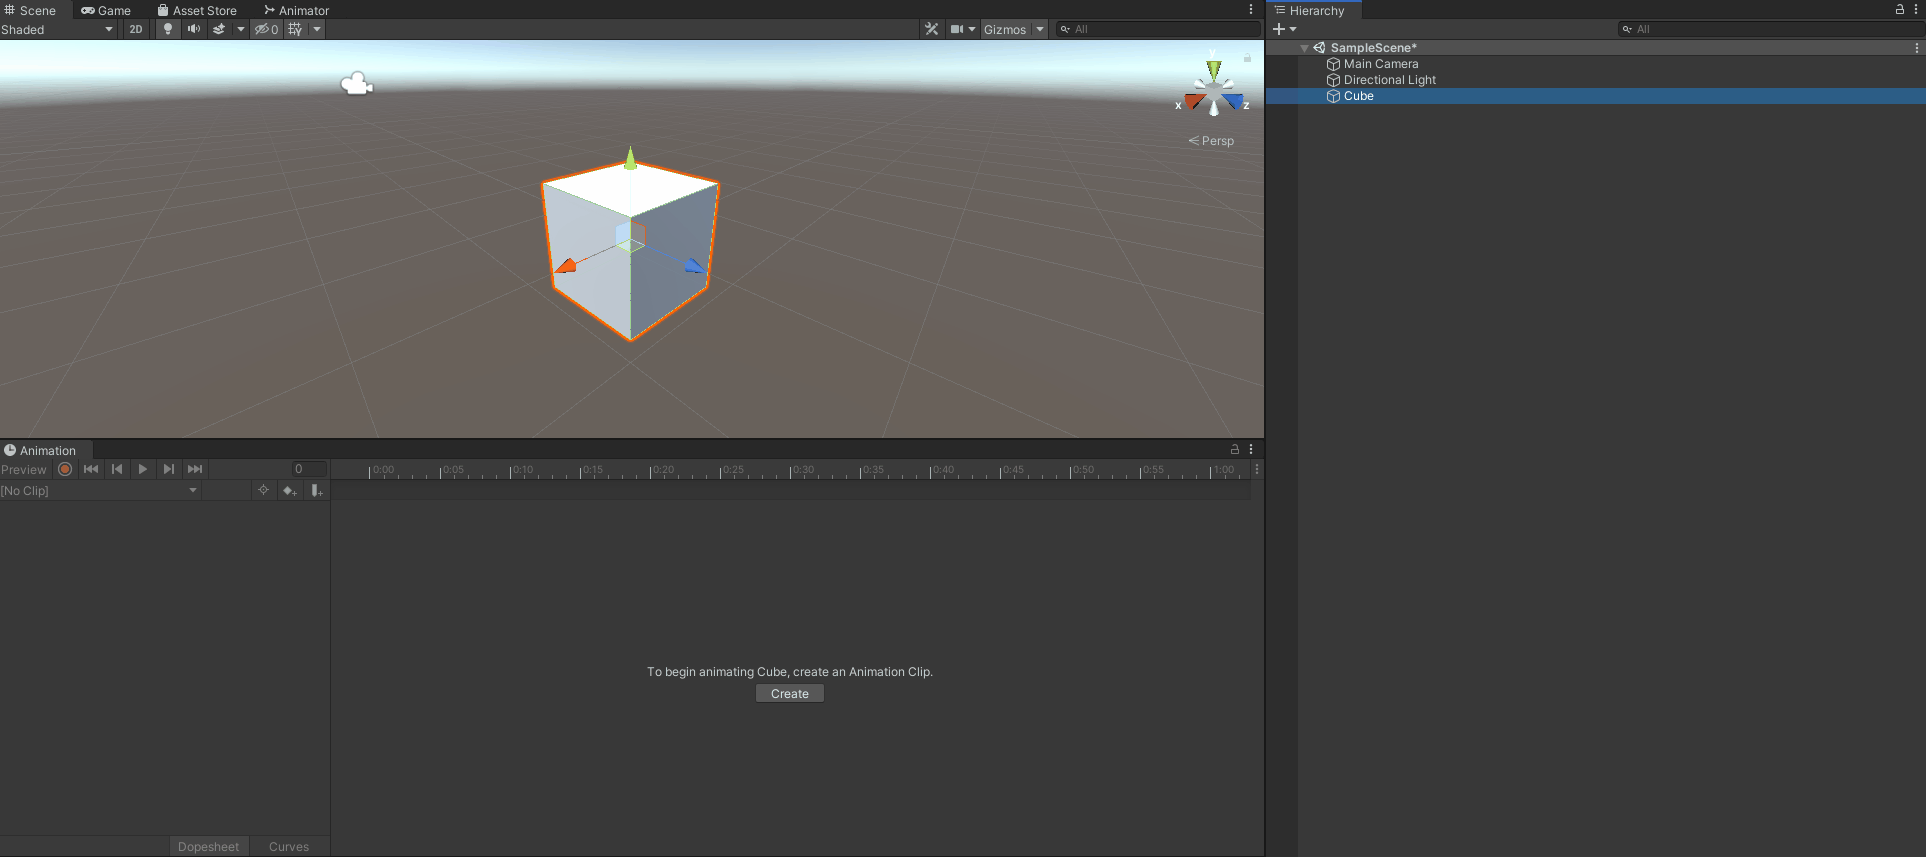 Scene Game Asset Store Animator
Shaded 2D 0 Gizmos All
y
x z
Persp
Hierarchy
All
SampleScene*
Main Camera
Directional Light
Cube
Animation
Preview 0 0:00 0:05 0:10 0:15 0:20 0:25 0:30 0:35 0:40 0:45 0:50 0:55 1:00
[No Clip]
To begin animating Cube, create an Animation Clip.
Create
Dopesheet Curves